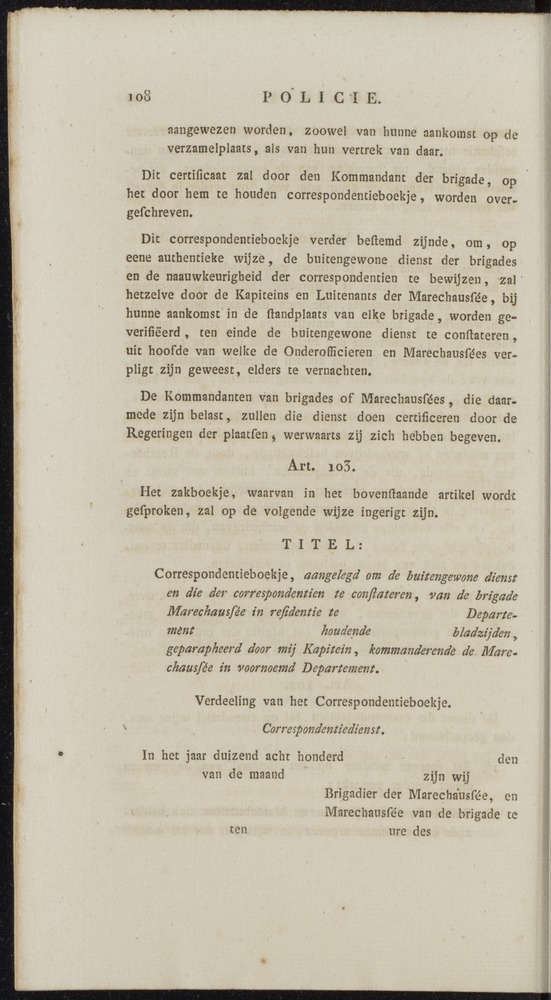 108 POLICIE.
aangewezen worden, zoowel van hunne aankomst op de
verzamelplaats, als van hun vertrek van daar.
Dit certificaat zal door den Kommandant der brigade, op
het door hem te houden correspondentieboekje, worden over-
geſchreven.
Dit correspondentieboekje verder beſtemd zijnde, om, op
eene authentieke wijze, de buitengewone dienst der brigades
en de naauwkeurigheid der correspondentien te bewijzen, zal
hetzelve door de Kapiteins en Luitenants der Marechausſée, bij
hunne aankomst in de ſtandplaats van elke brigade, worden ge-
verifiëerd, ten einde de buitengewone dienst te conſtateren,
uit hoofde van welke de Onderofficieren en Marechausſées ver-
pligt zijn geweest, elders te vernachten.
De Kommandanten van brigades of Marechausſées, die daar-
mede zijn belast, zullen die dienst doen certificeren door de
Regeringen der plaatſen, werwaarts zij zich hebben begeven.
Art. 103.
Het zakboekje, waarvan in het bovenſtaande artikel wordt
geſproken, zal op de volgende wijze ingerigt zijn.
TITEL:
Correspondentieboekje, aangelegd om de buitengewone dienst
en die der correspondentien te conſtateren, van de brigade
Marechausſée in reſidentie te Departe-
ment houdende bladzijden,
geparapheerd door mij Kapitein, kommanderende de Mare-
chausſée in voornoemd Departement.
Verdeeling van het Correspondentieboekje.
Correspondentiedienst.
In het jaar duizend acht honderd den
van de maand zijn wij
Brigadier der Marechausſée, en
Marechausſée van de brigade te
ten ure des